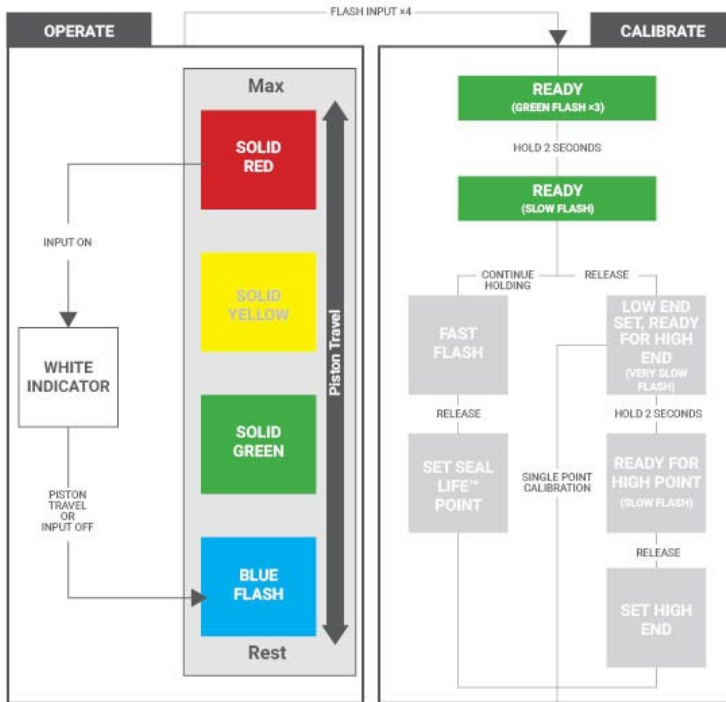 FLASH INPUT ×4
OPERATE
Max
SOLID
RED
SOLID
YELLOW
SOLID
GREEN
BLUE
FLASH
Rest
Piston Travel
INPUT ON
WHITE
INDICATOR
PISTON
TRAVEL
OR
INPUT OFF
CALIBRATE
READY
(GREEN FLASH ×3)
HOLD 2 SECONDS
READY
(SLOW FLASH)
CONTINUE
HOLDING
RELEASE
FAST
FLASH
RELEASE
SET SEAL
LIFE™
POINT
LOW END
SET, READY
FOR HIGH
END
(VERY SLOW
FLASH)
HOLD 2 SECONDS
SINGLE POINT
CALIBRATION
READY FOR
HIGH POINT
(SLOW FLASH)
RELEASE
SET HIGH
END